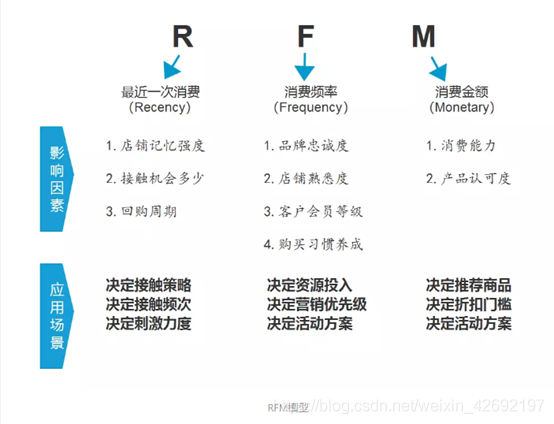 R F M
最近一次消费 消费频率 消费金额
(Recency) (Frequency) (Monetary)
影响因素
1. 店铺记忆强度 1. 品牌忠诚度 1. 消费能力
2. 接触机会多少 2. 店铺熟悉度 2. 产品认可度
3. 回购周期 3. 客户会员等级
4. 购买习惯养成
应用场景
决定接触策略 决定资源投入 决定推荐商品
决定接触频次 决定营销优先级 决定折扣门槛
决定刺激力度 决定活动方案 决定活动方案
RFM模型
blog.csdn.net/weixin_42692197